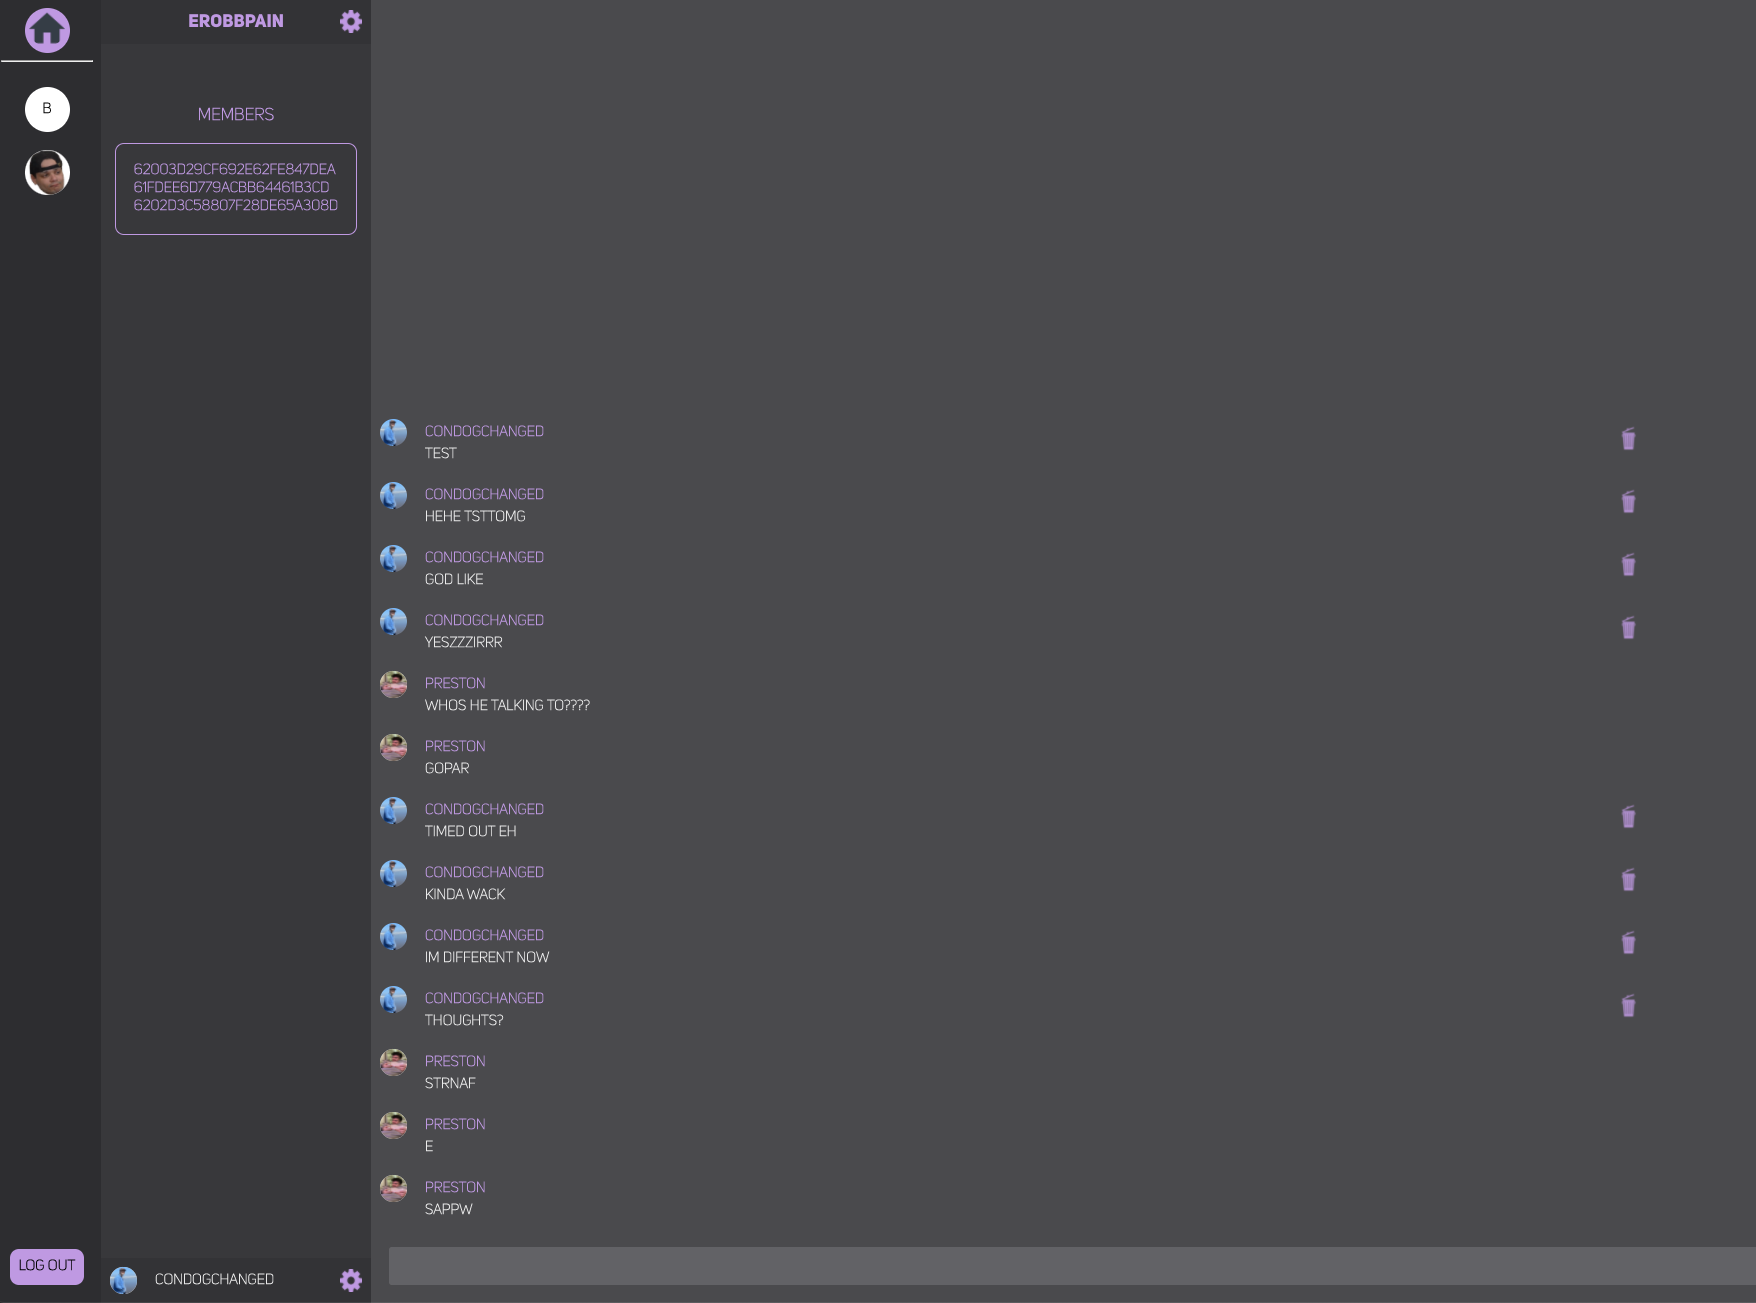 EROBBPAIN
B
MEMBERS
62003D29CF692E62FE847DEA
61FDEE6D779ACBB64461B3CD
6202D3C58807F28DE65A308D
CONDOGCHANGED
TEST
CONDOGCHANGED
HEHE TSTTOMG
CONDOGCHANGED
GOD LIKE
CONDOGCHANGED
YESZZZIRRR
PRESTON
WHOS HE TALKING TO????
PRESTON
GOPAR
CONDOGCHANGED
TIMED OUT EH
CONDOGCHANGED
KINDA WACK
CONDOGCHANGED
IM DIFFERENT NOW
CONDOGCHANGED
THOUGHTS?
PRESTON
STRNAF
PRESTON
E
PRESTON
SAPPW
LOG OUT
CONDOGCHANGED